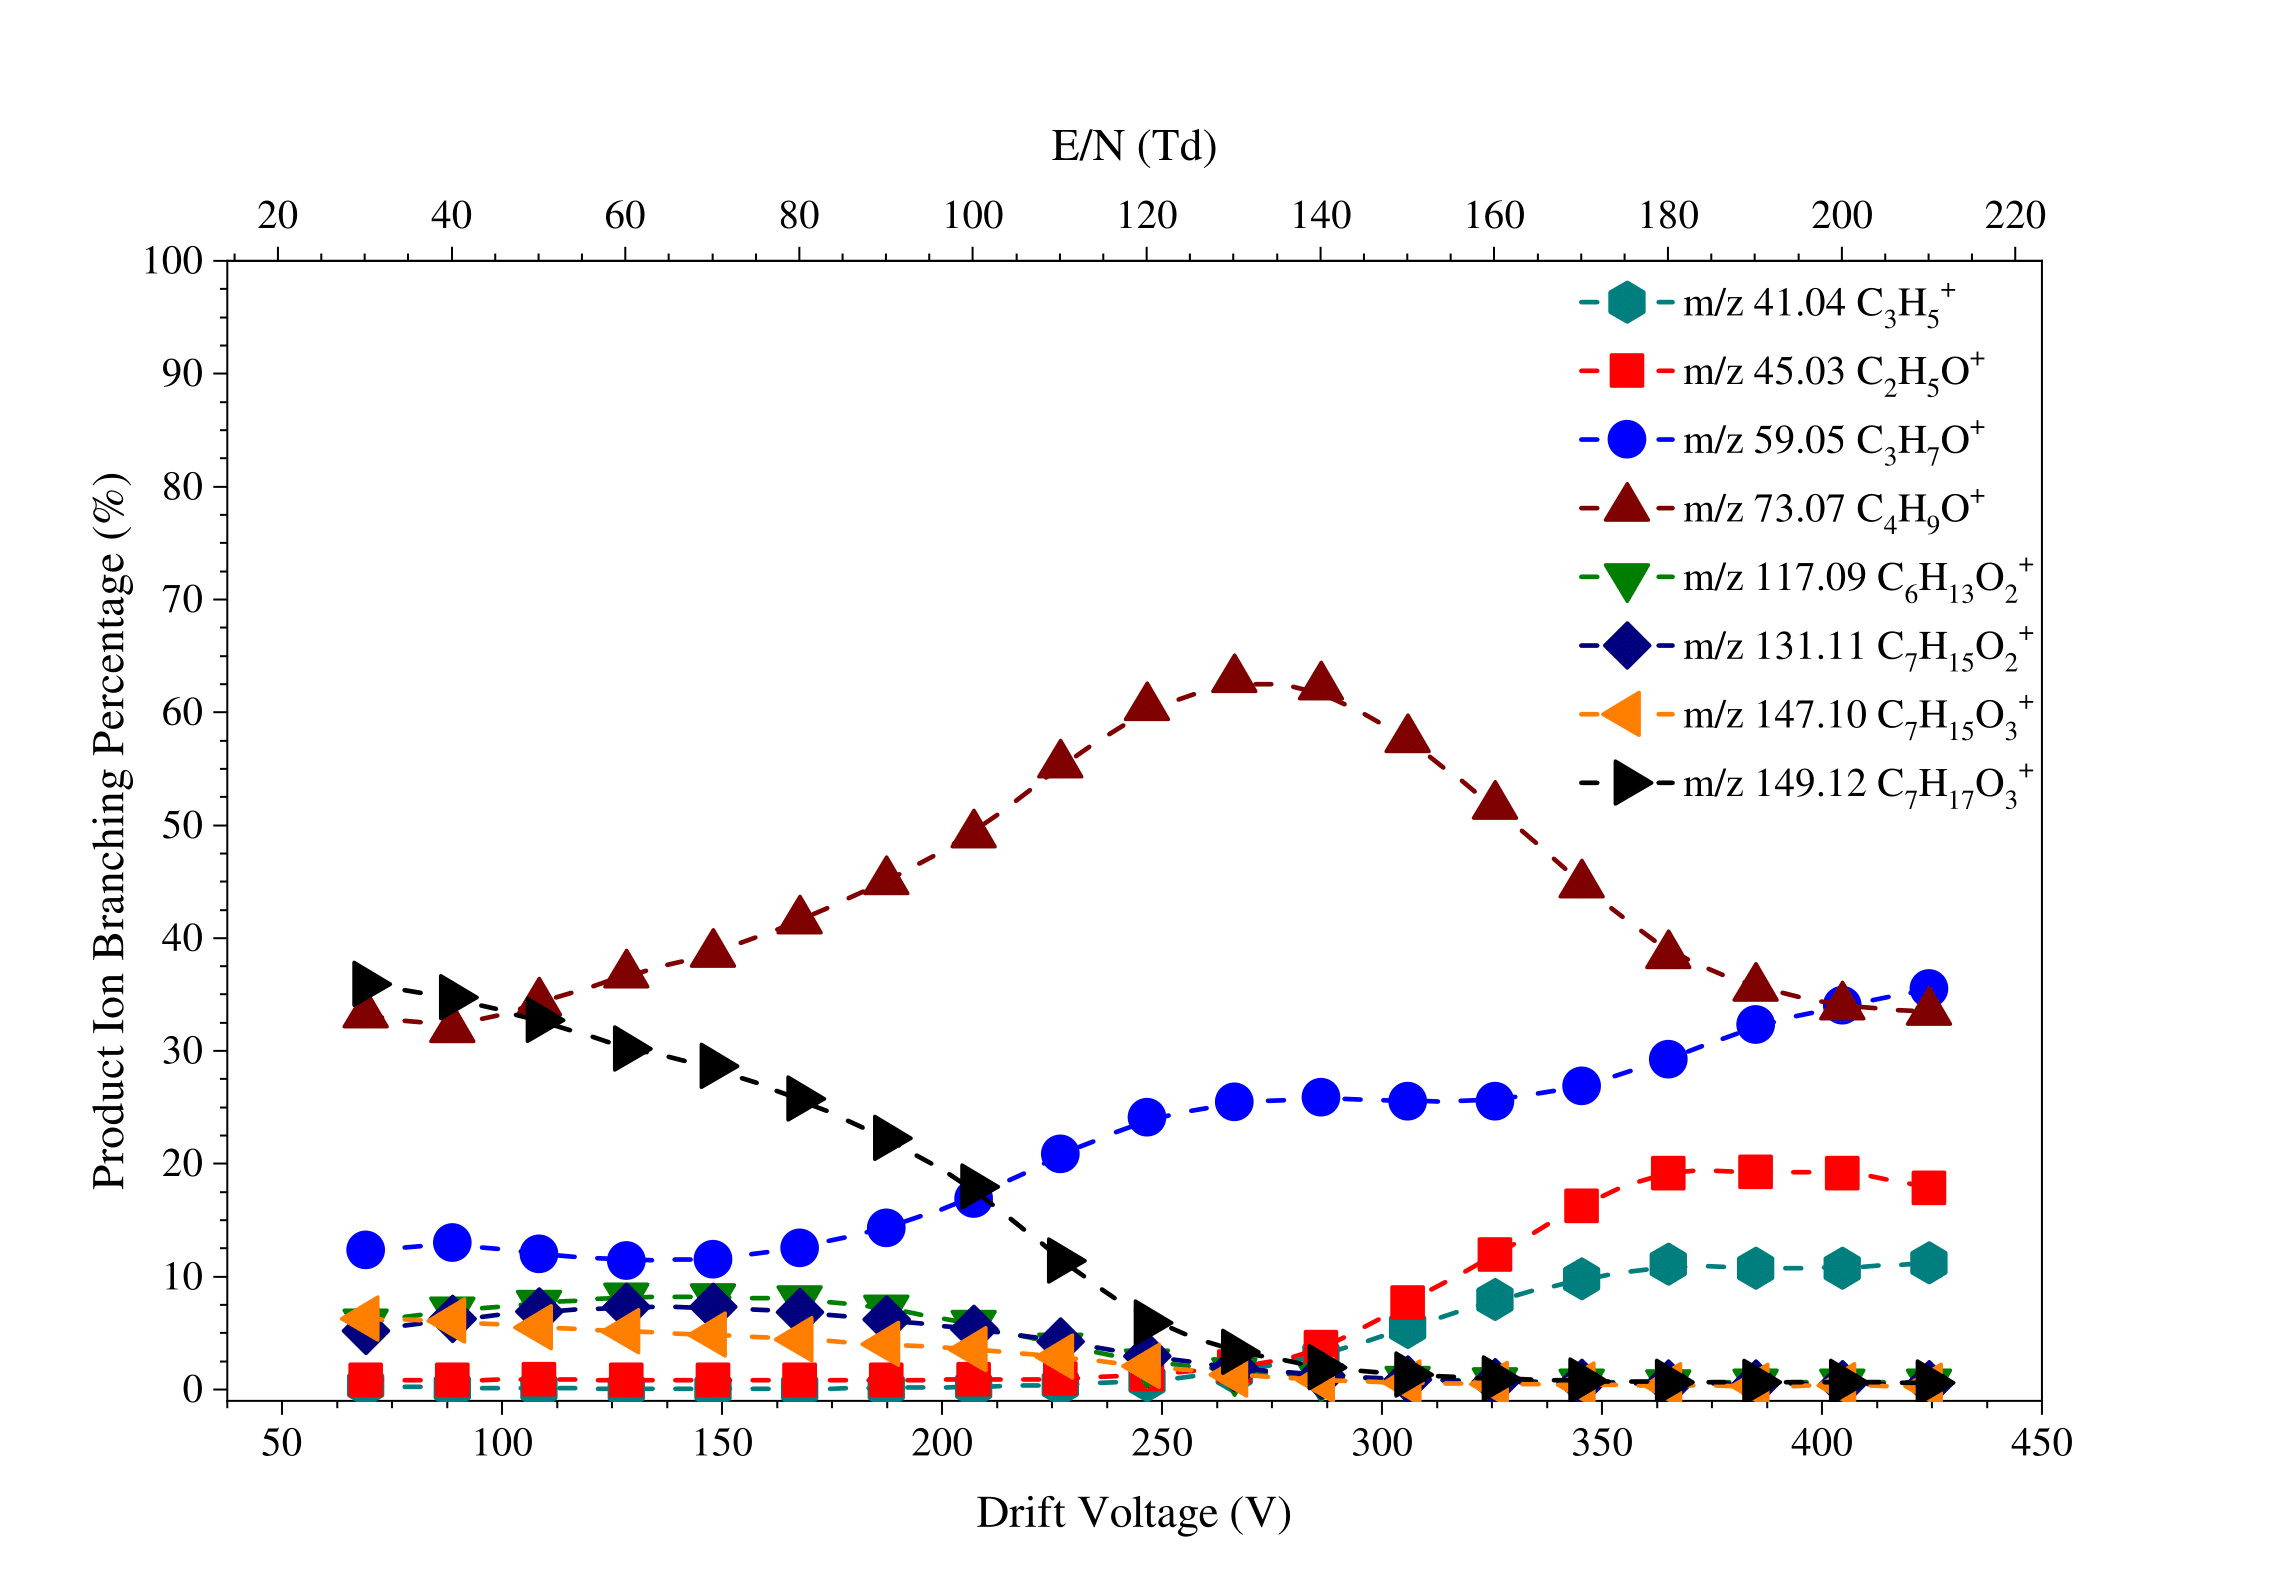 E/N (Td)
20 40 60 80 100 120 140 160 180 200 220
100
90
80
70
60
50
40
30
20
10
0
Product Ion Branching Percentage (%)
m/z 41.04 C₃H₅⁺
m/z 45.03 C₂H₅O⁺
m/z 59.05 C₃H₇O⁺
m/z 73.07 C₄H₉O⁺
m/z 117.09 C₆H₁₃O₂⁺
m/z 131.11 C₇H₁₅O₂⁺
m/z 147.10 C₇H₁₅O₃⁺
m/z 149.12 C₇H₁₇O₃⁺
50 100 150 200 250 300 350 400 450
Drift Voltage (V)